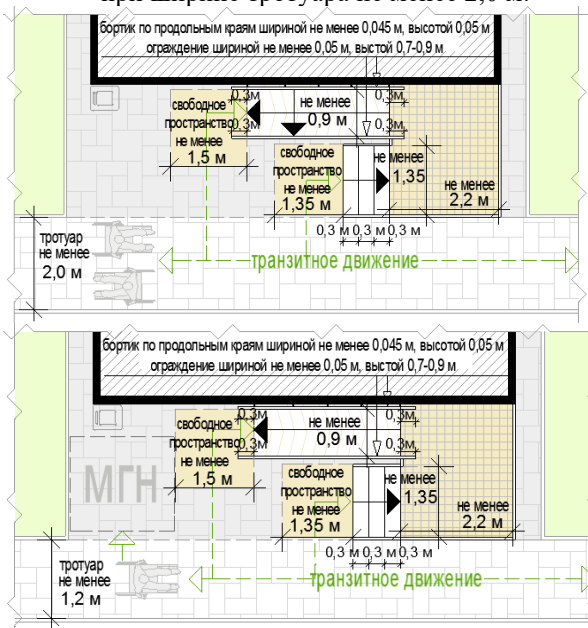 при ширине тротуара не менее 2,0 м.
бортик по продольным краям шириной не менее 0,045 м, высотой 0,05 м
ограждение шириной не менее 0,05 м, выстой 0,7-0,9 м
0,3м
не менее
0,3м
свободное
пространство
не менее
1,5 м
0,3м
0,9 м
0,3м
свободное
пространство
не менее
1,35 м
не менее
1,35
не менее
2,2 м
0,3 м 0,3 м 0,3 м
тротуар
не менее
2,0 м
транзитное движение
бортик по продольным краям шириной не менее 0,045 м, высотой 0,05 м
ограждение шириной не менее 0,05 м, выстой 0,7-0,9 м
0,3м
не менее
0,3м
свободное
пространство
не менее
1,5 м
0,3м
0,9 м
0,3м
МГН
свободное
пространство
не менее
1,35 м
не менее
1,35
не менее
2,2 м
0,3 м 0,3 м 0,3 м
тротуар
не менее
1,2 м
транзитное движение